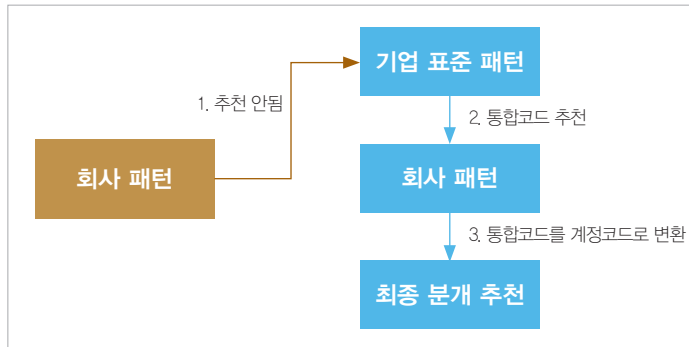 기업 표준 패턴
1. 추천 안됨
2. 통합코드 추천
회사 패턴
회사 패턴
3. 통합코드를 계정코드로 변환
최종 분개 추천